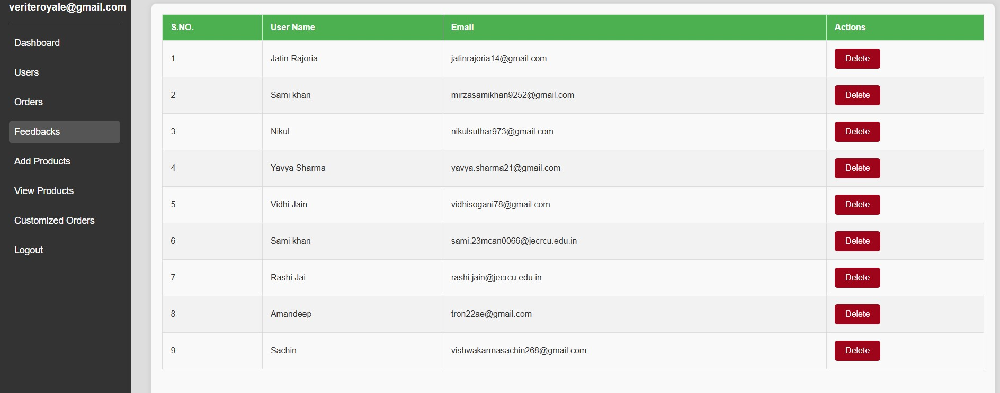 veriteroyale@gmail.com
Dashboard
Users
Orders
Feedbacks
Add Products
View Products
Customized Orders
Logout
S.NO. User Name Email Actions
1 Jatin Rajoria jatinrajoria14@gmail.com Delete
2 Sami khan mirzasamikhan9252@gmail.com Delete
3 Nikul nikulsuthar973@gmail.com Delete
4 Yavya Sharma yavya.sharma21@gmail.com Delete
5 Vidhi Jain vidhisogani78@gmail.com Delete
6 Sami khan sami.23mcan0066@jecrcu.edu.in Delete
7 Rashi Jai rashi.jain@jecrcu.edu.in Delete
8 Amandeep tron22ae@gmail.com Delete
9 Sachin vishwakarmasachin268@gmail.com Delete